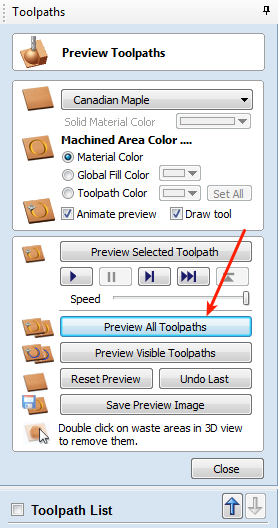 Toolpaths
Preview Toolpaths
Canadian Maple
Solid Material Color
Machined Area Color ....
Material Color
Global Fill Color
Toolpath Color
Set All
Animate preview
Draw tool
Preview Selected Toolpath
Speed
Preview All Toolpaths
Preview Visible Toolpaths
Reset Preview
Undo Last
Save Preview Image
Double click on waste areas in 3D view
to remove them.
Close
Toolpath List